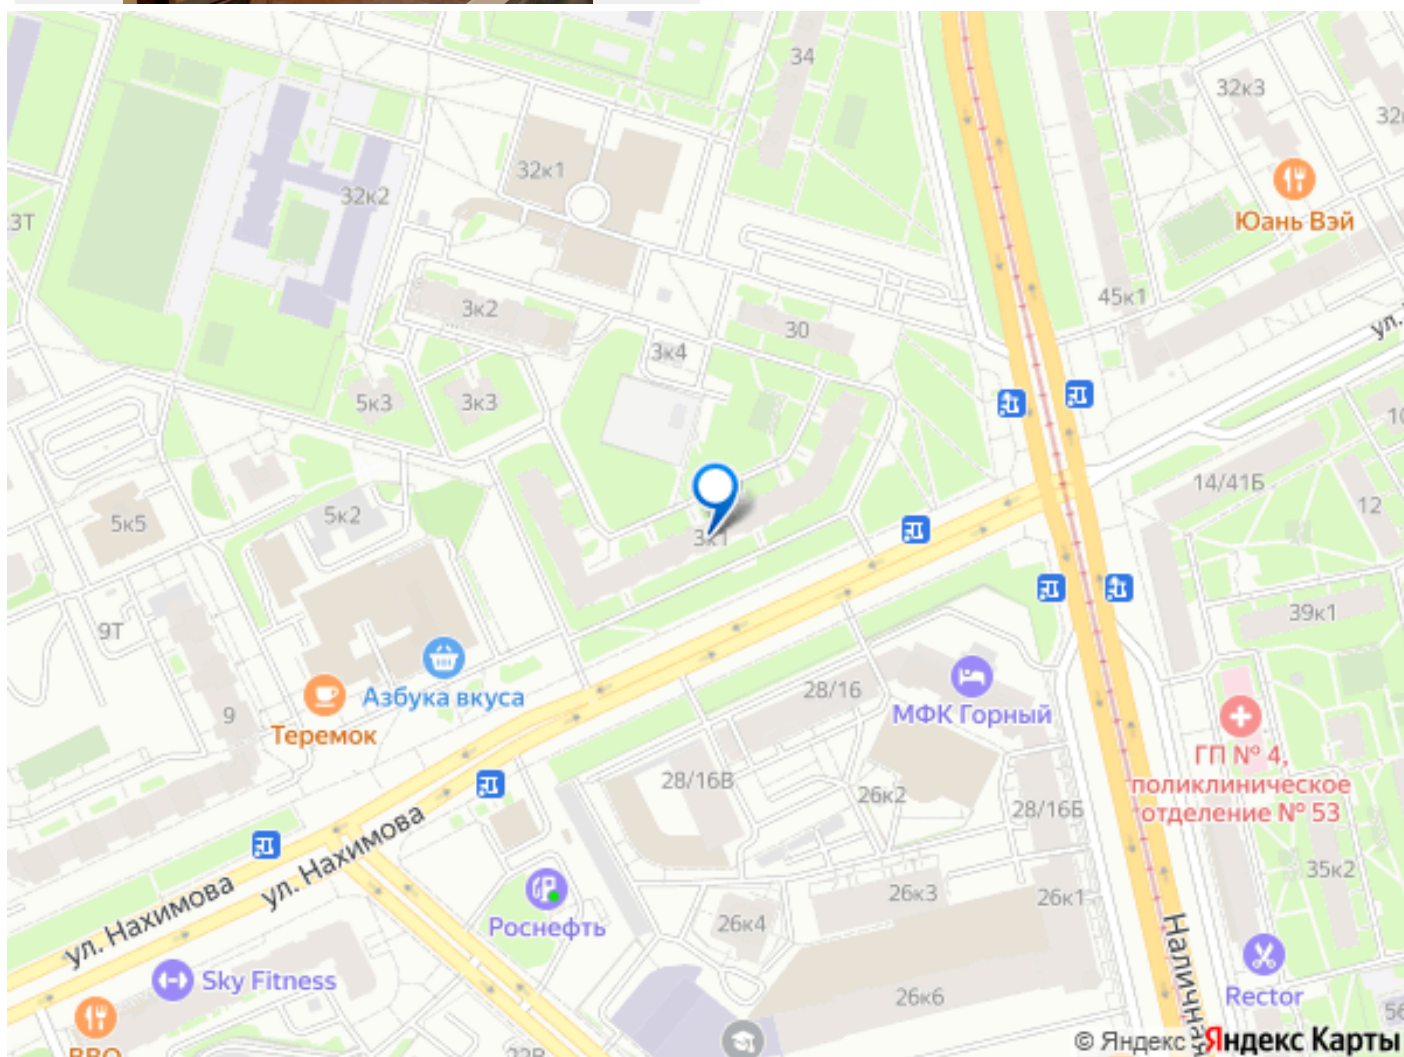 34
32к3
32к1
32к2
Юань Вэй
3Т
45к1
3к2
30
ул.
3к4
5к3
3к3
14/41Б
12
5к5
5к2
3к1
9Т
39к1
Азбука вкуса
28/16
9
Теремок
МФК Горный
ГП № 4,
поликлиническое
отделение № 53
28/16В
26к2
28/16Б
ул. Нахимова
35к2
ул. Нахимова
26к3
26к1
Роснефть
26к4
Наличная
Sky Fitness
26к6
Rector
© Яндекс Яндекс Карты
22В